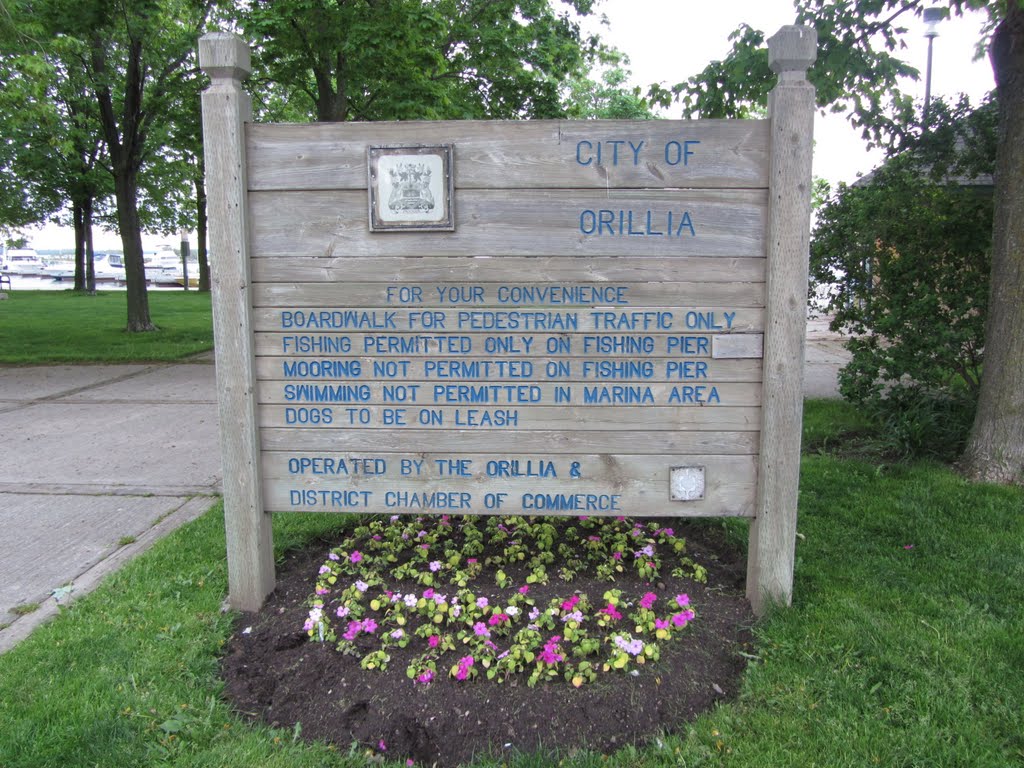 CITY OF
ORILLIA
FOR YOUR CONVENIENCE
BOARDWALK FOR PEDESTRIAN TRAFFIC ONLY
FISHING PERMITTED ONLY ON FISHING PIER
MOORING NOT PERMITTED ON FISHING PIER
SWIMMING NOT PERMITTED IN MARINA AREA
DOGS TO BE ON LEASH
OPERATED BY THE ORILLIA &
DISTRICT CHAMBER OF COMMERCE